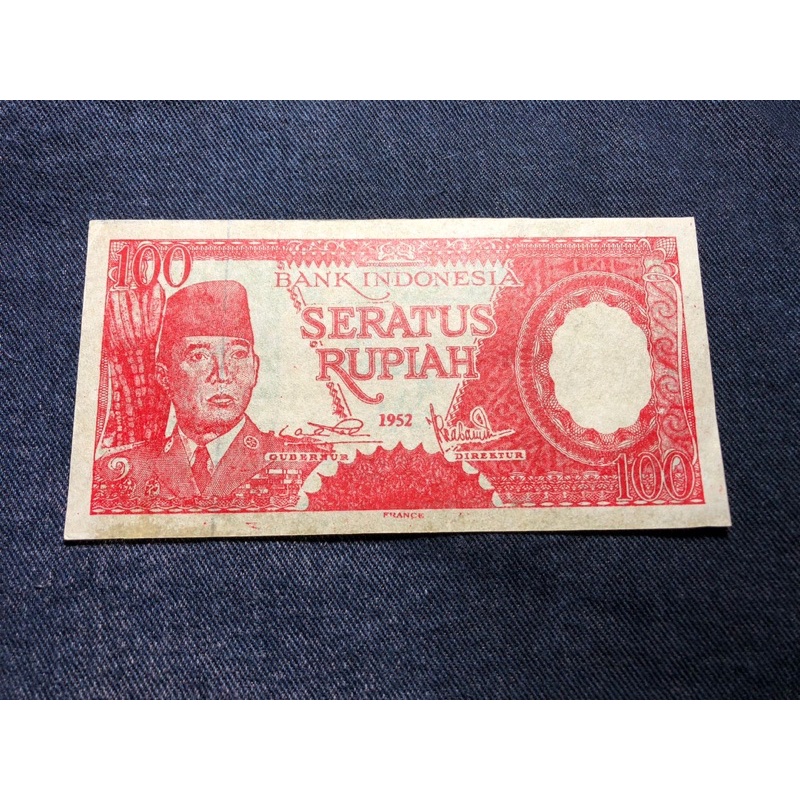 100
BANK INDONESIA
SERATUS
RUPIAH
1952
GUBERNUR DIREKTUR
100
FRANCE